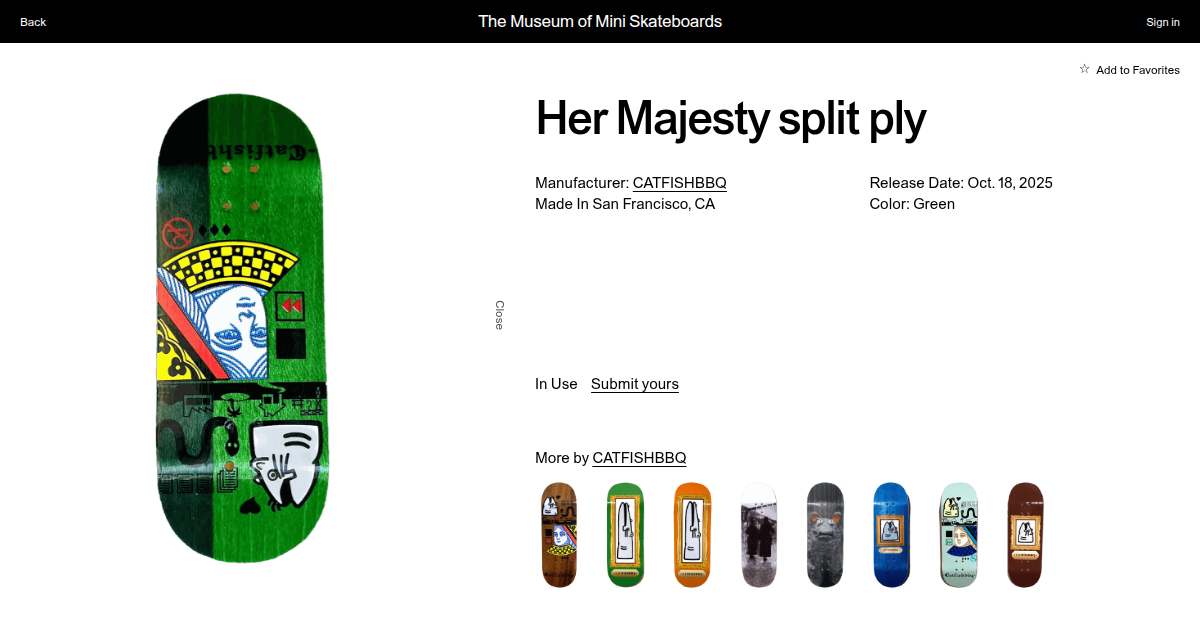 Back
The Museum of Mini Skateboards
Sign in
☆ Add to Favorites
Her Majesty split ply
Manufacturer: CATFISHBBQ
Made In San Francisco, CA
Release Date: Oct. 18, 2025
Color: Green
Close
In Use Submit yours
More by CATFISHBBQ